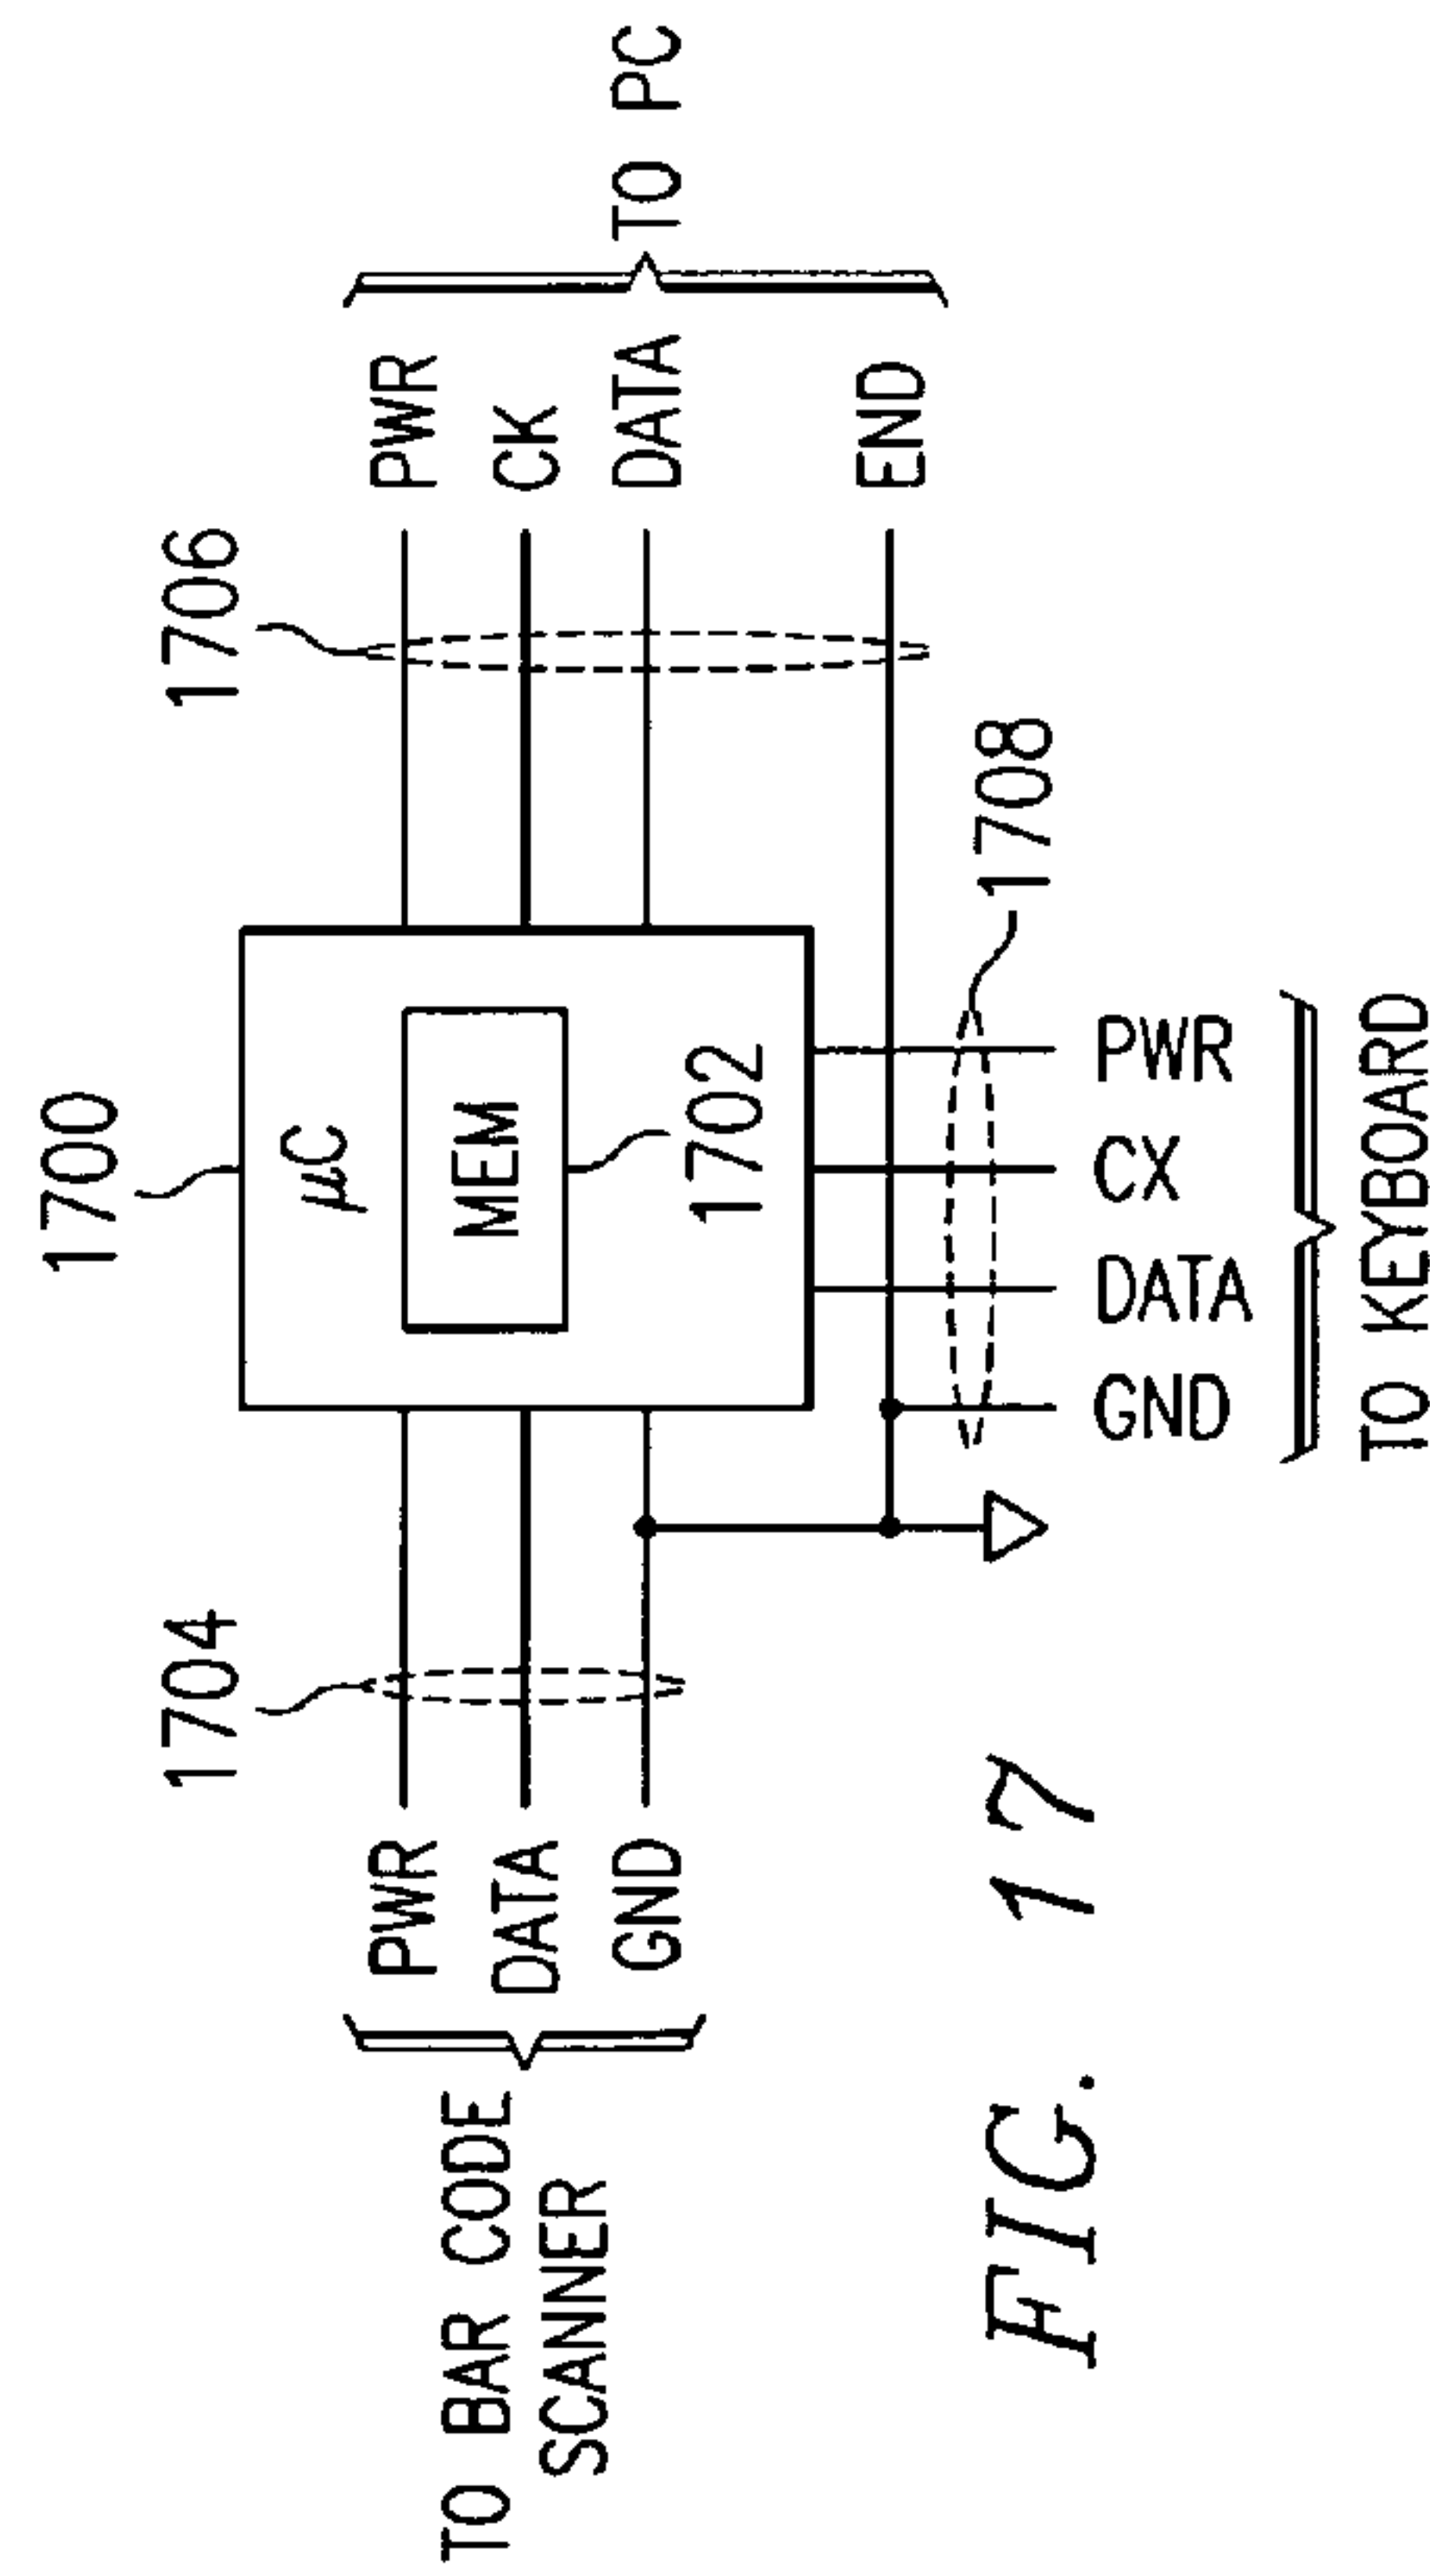 1700
1704
1706
μC
MEM
1702
TO BAR CODE
SCANNER
PWR
DATA
GND
PWR
CK
DATA
END
TO PC
1708
GND
DATA
CX
PWR
TO KEYBOARD
FIG. 17